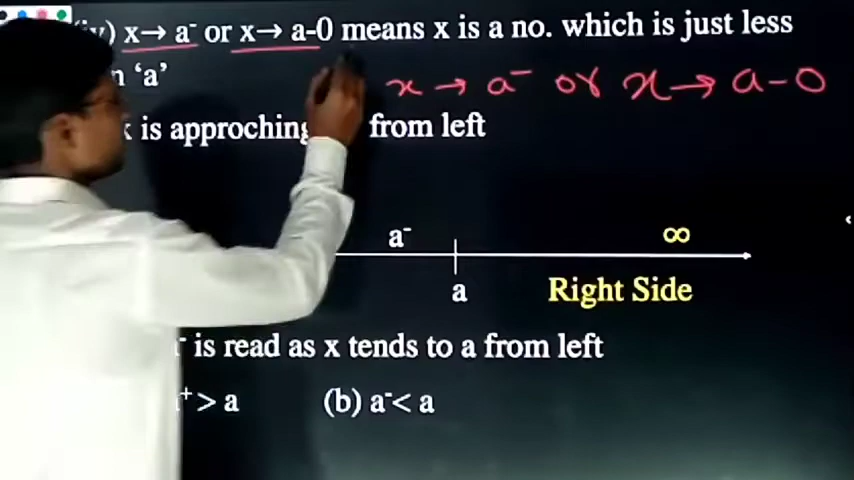 iv) x→ a⁻ or x→ a-0 means x is a no. which is just less
n ‘a’
x → a⁻ or x → a-0
x is approching from left
a⁻ ∞
a
Right Side
⁻ is read as x tends to a from left
⁺ > a (b) a⁻< a